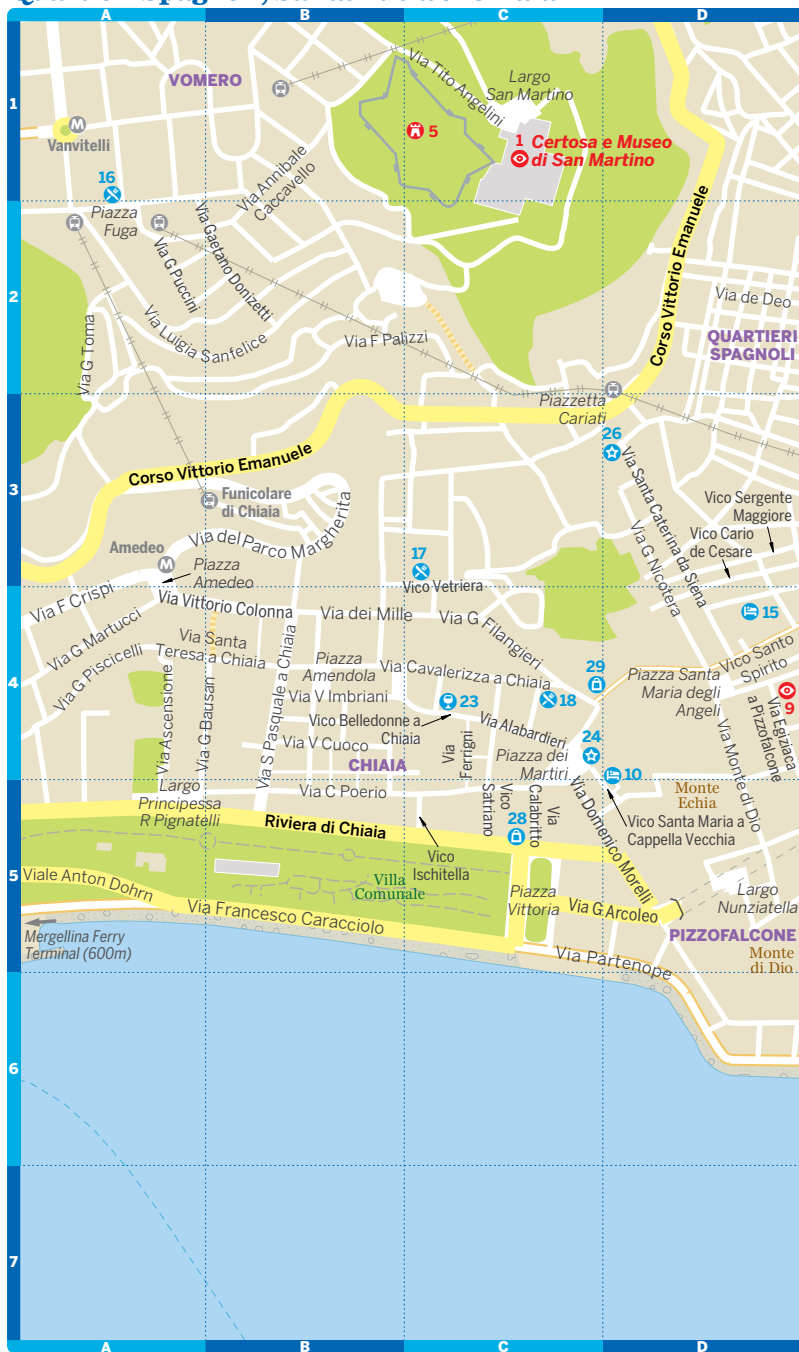 A
B
C
D
1
VOMERO
Via Tito Angelini
Largo
San Martino
M
Vanvitelli
5
1 Certosa e Museo
di San Martino
16
Piazza
Fuga
Via Annibale
Caccavello
Via G Puccini
Via Gaetano Donizetti
Corso Vittorio Emanuele
2
Via de Deo
Via Luigia Sanfelice
Via F Palizzi
QUARTIERI
SPAGNOLI
Via G Toma
Piazzetta
Cariati
26
Corso Vittorio Emanuele
3
Funicolare
di Chiaia
Via Santa Caterina da Siena
Vico Sergente
Maggiore
Vico Cario
de Cesare
Via G Nicotera
Via del Parco Margherita
Amedeo
M
Piazza
Amedeo
17
Vico Vetriera
Via F Crispi
Via Vittorio Colonna
Via dei Mille
Via G Filangieri
15
Via G Martucci
Via Santa
Teresa a Chiaia
Via G Piscicelli
Piazza
Amendola
Via Cavalerizza a Chiaia
29
Piazza Santa
Maria degli
Angeli
Vico Santo
Spirito
4
Via Ascensione
Via G Bausan
Via S Pasquale a Chiaia
Via V Imbriani
23
18
9
Vico Belledonne a
Chiaia
Via Alabardieri
Via Egiziaca
a Pizzofalcone
Via V Cuoco
Via
Ferrigni
24
Piazza dei
Martiri
Via Monte di Dio
CHIAIA
10
Largo
Principessa
R Pignatelli
Via C Poerio
Vico
Satriano
Via
Calabritto
Monte
Echia
Via Domenico Morelli
Vico Santa Maria a
Cappella Vecchia
Riviera di Chiaia
28
Vico
Ischitella
5
Viale Anton Dohrn
Villa
Comunale
Piazza
Vittoria
Via G Arcoleo
Largo
Nunziatella
Via Francesco Caracciolo
PIZZOFALCONE
Mergellina Ferry
Terminal (600m)
Via Partenope
Monte
di Dio
6
7
A
B
C
D